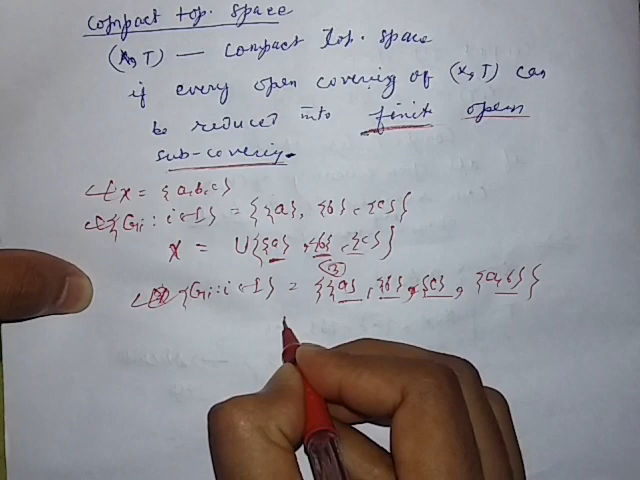 Compact top. space
(X, T) — compact top. space
if every open covering of (X, T) can
be reduced into finite open
sub-covering.
X = {a, b, c}
{Gi : i ∈ I} = {{a}, {b}, {c}}
X = U{{a}, {b}, {c}}
{Gi : i ∈ I} = {{a}, {b}, {c}, {a, b}}